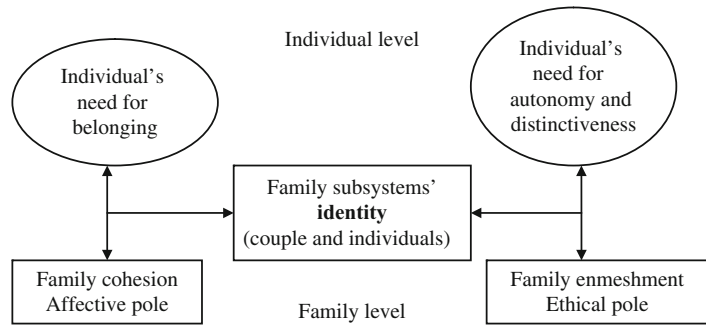 Individual level
Individual’s
need for
belonging
Individual’s
need for
autonomy and
distinctiveness
Family subsystems’
identity
(couple and individuals)
Family cohesion
Affective pole
Family enmeshment
Ethical pole
Family level